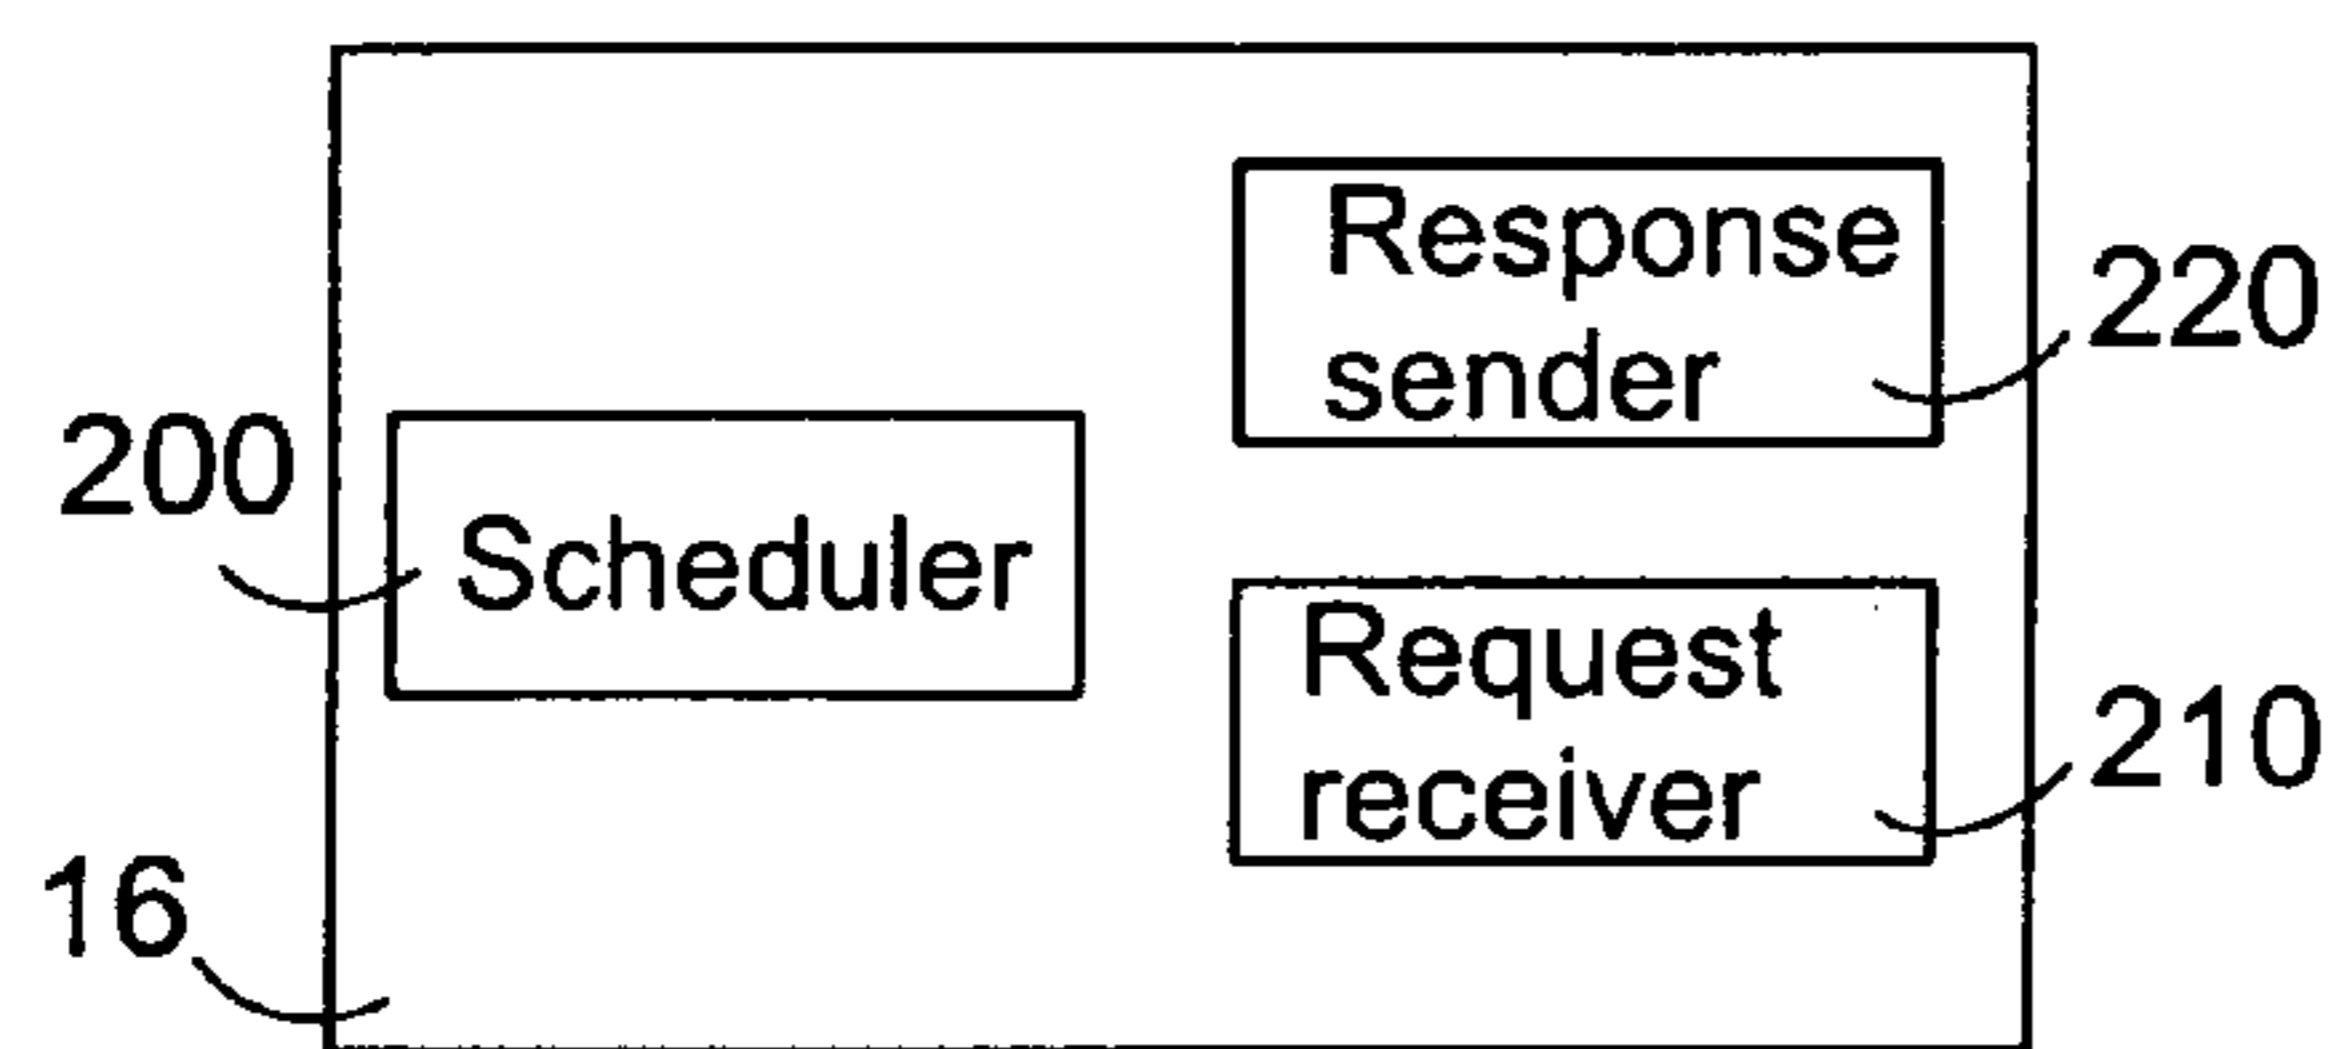 Response
sender
220
200
Scheduler
Request
receiver
210
16